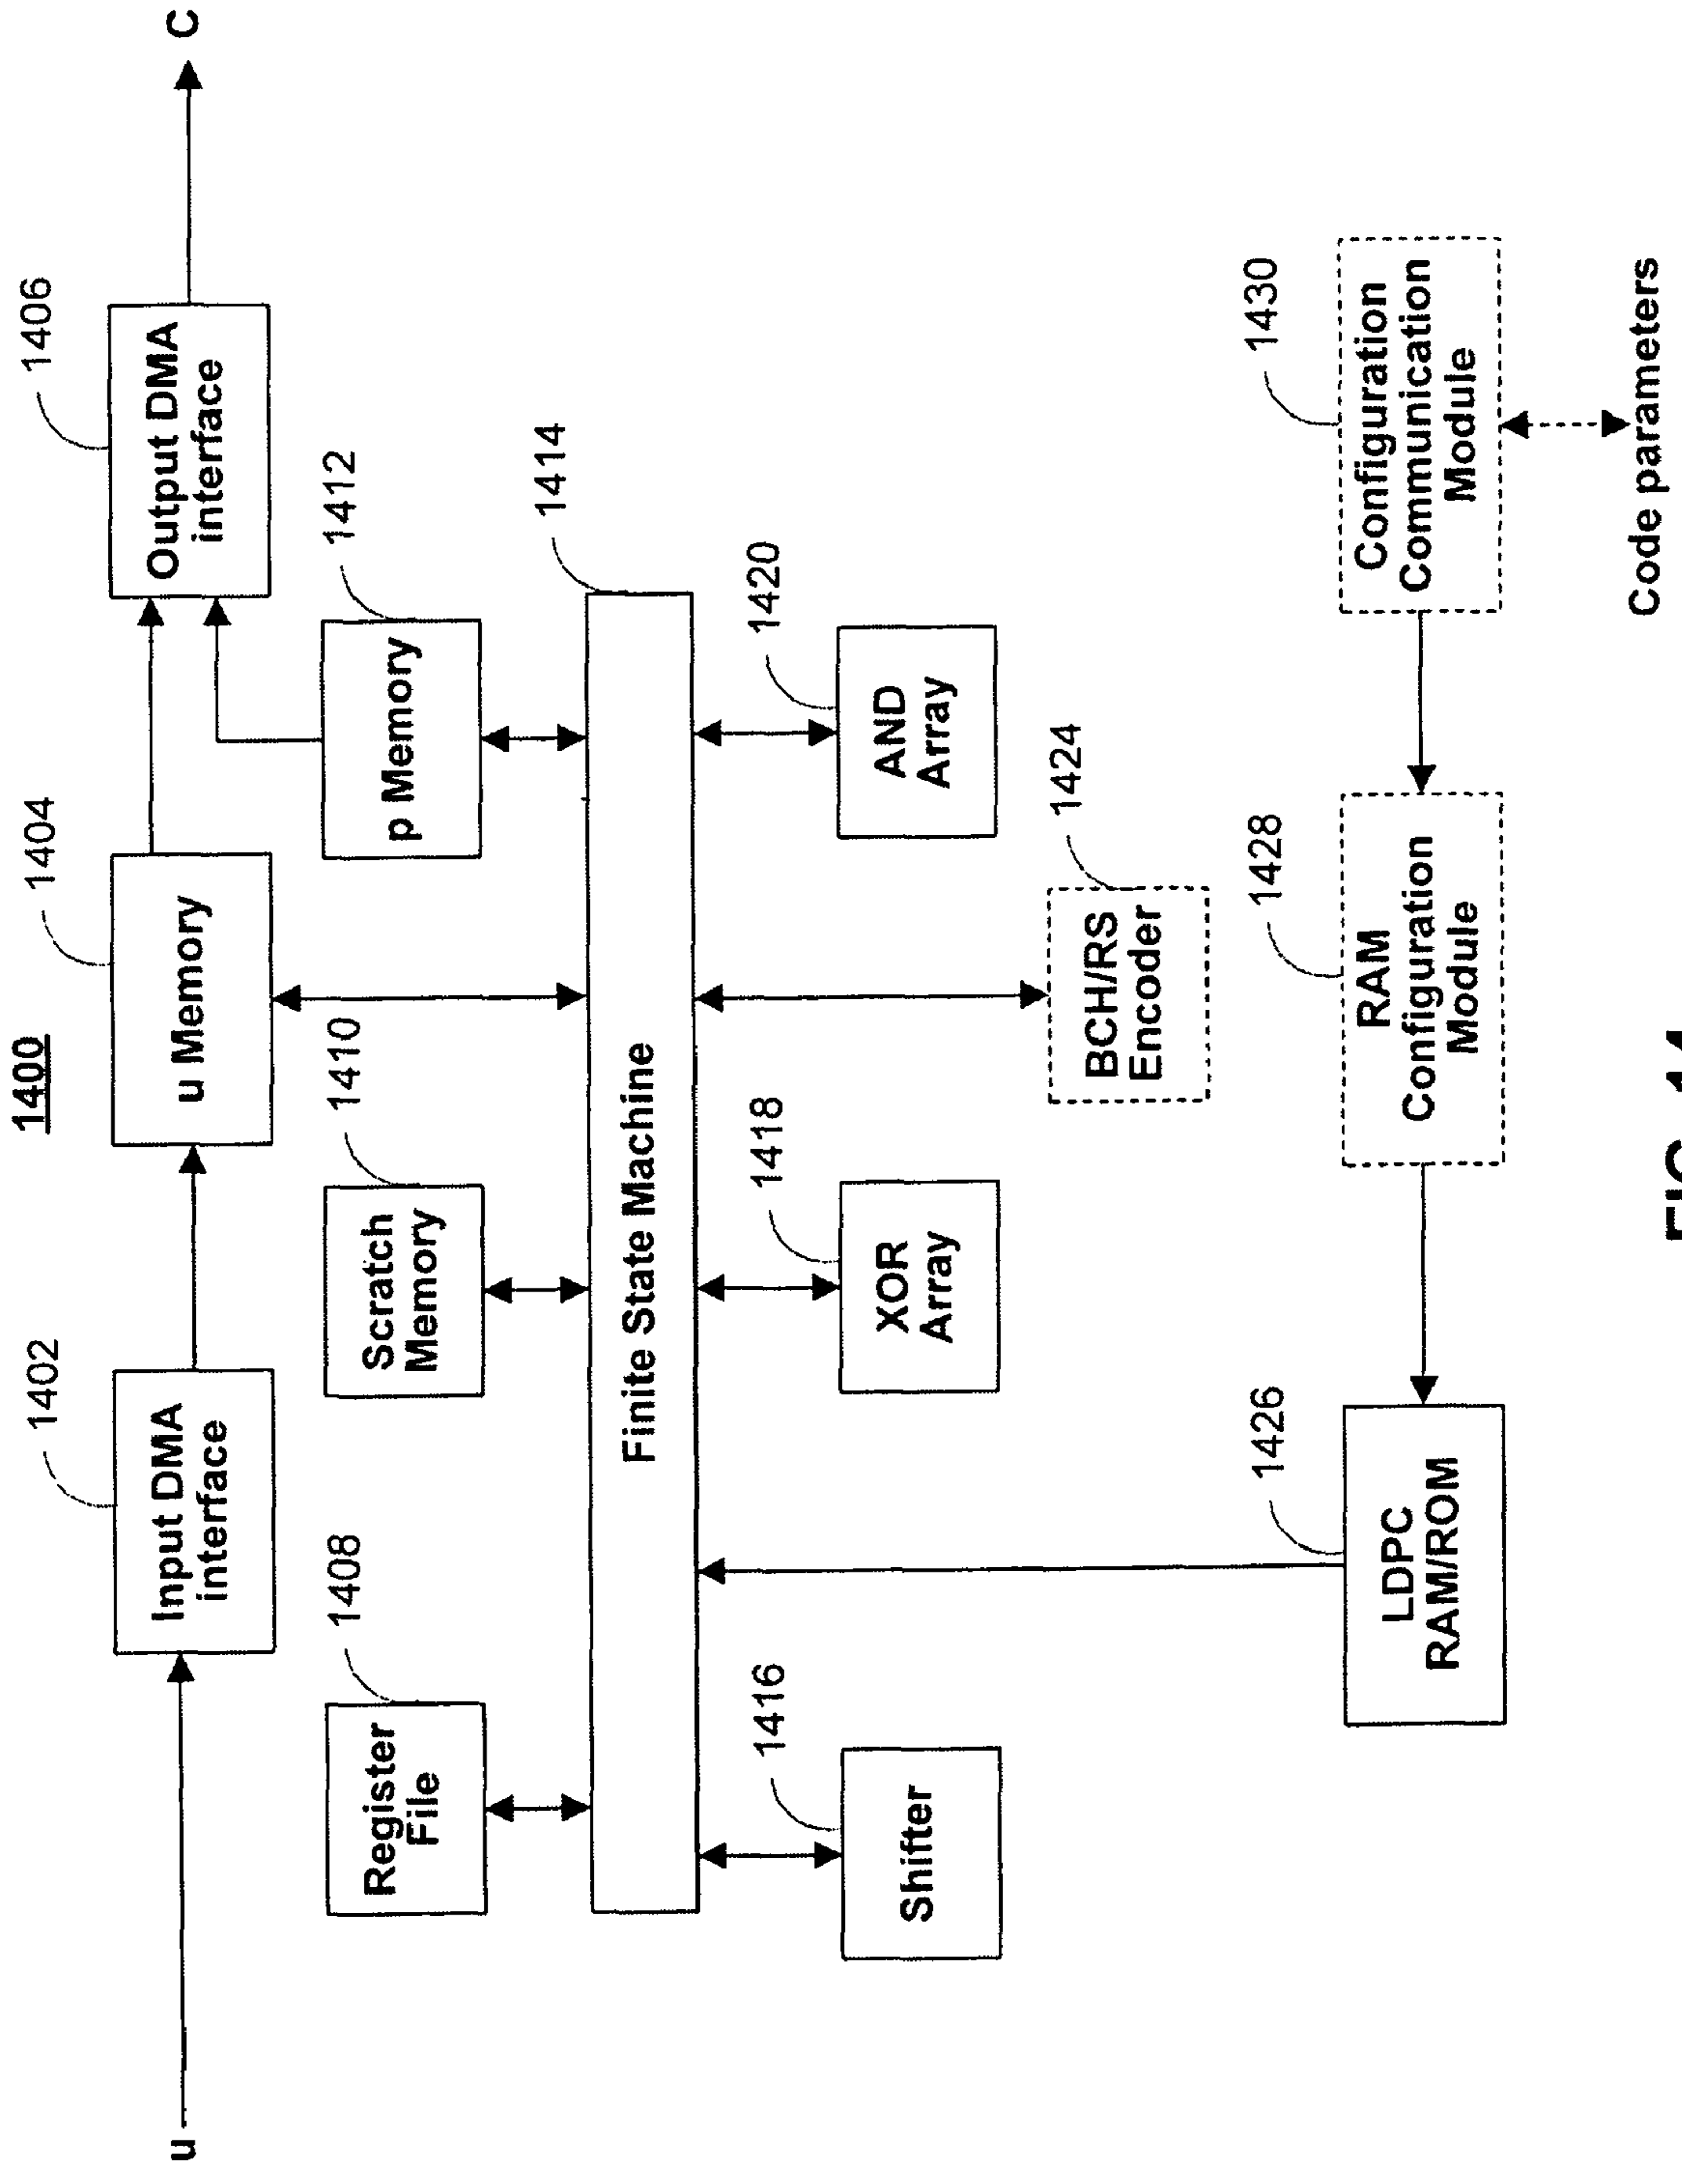 1400
u
1402
Input DMA
interface
1404
u Memory
1406
Output DMA
interface
C
1408
Register
File
1410
Scratch
Memory
1412
p Memory
1414
Finite State Machine
1416
Shifter
1418
XOR
Array
1420
AND
Array
1424
BCH/RS
Encoder
1426
LDPC
RAM/ROM
1428
RAM
Configuration
Module
1430
Configuration
Communication
Module
Code parameters
FIG. 14